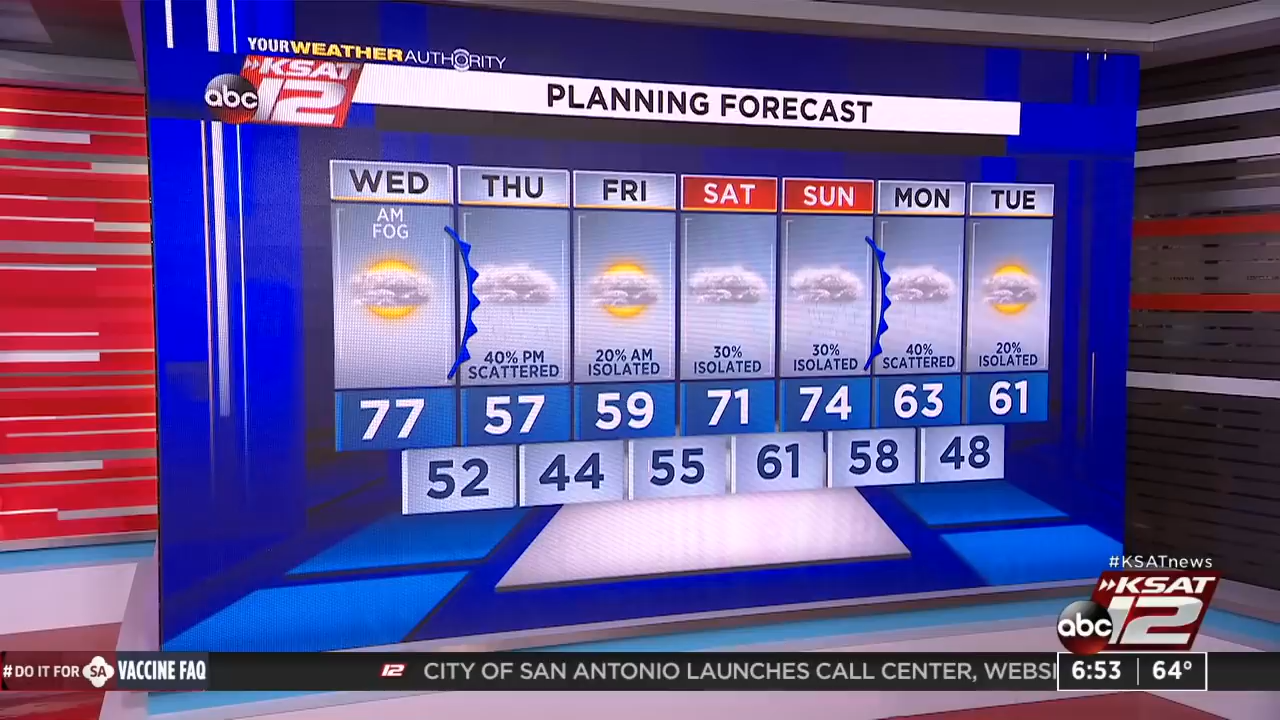 YOURWEATHERAUTHORITY
»KSAT
abc 12
PLANNING FORECAST
WED THU FRI SAT SUN MON TUE
AM
FOG
40% PM
SCATTERED
20% AM
ISOLATED
30%
ISOLATED
30%
ISOLATED
40%
SCATTERED
20%
ISOLATED
77 57 59 71 74 63 61
52 44 55 61 58 48
#KSATnews
»KSAT
abc 12
#DO IT FOR SA VACCINE FAQ
12 CITY OF SAN ANTONIO LAUNCHES CALL CENTER, WEBSI
6:53 64°